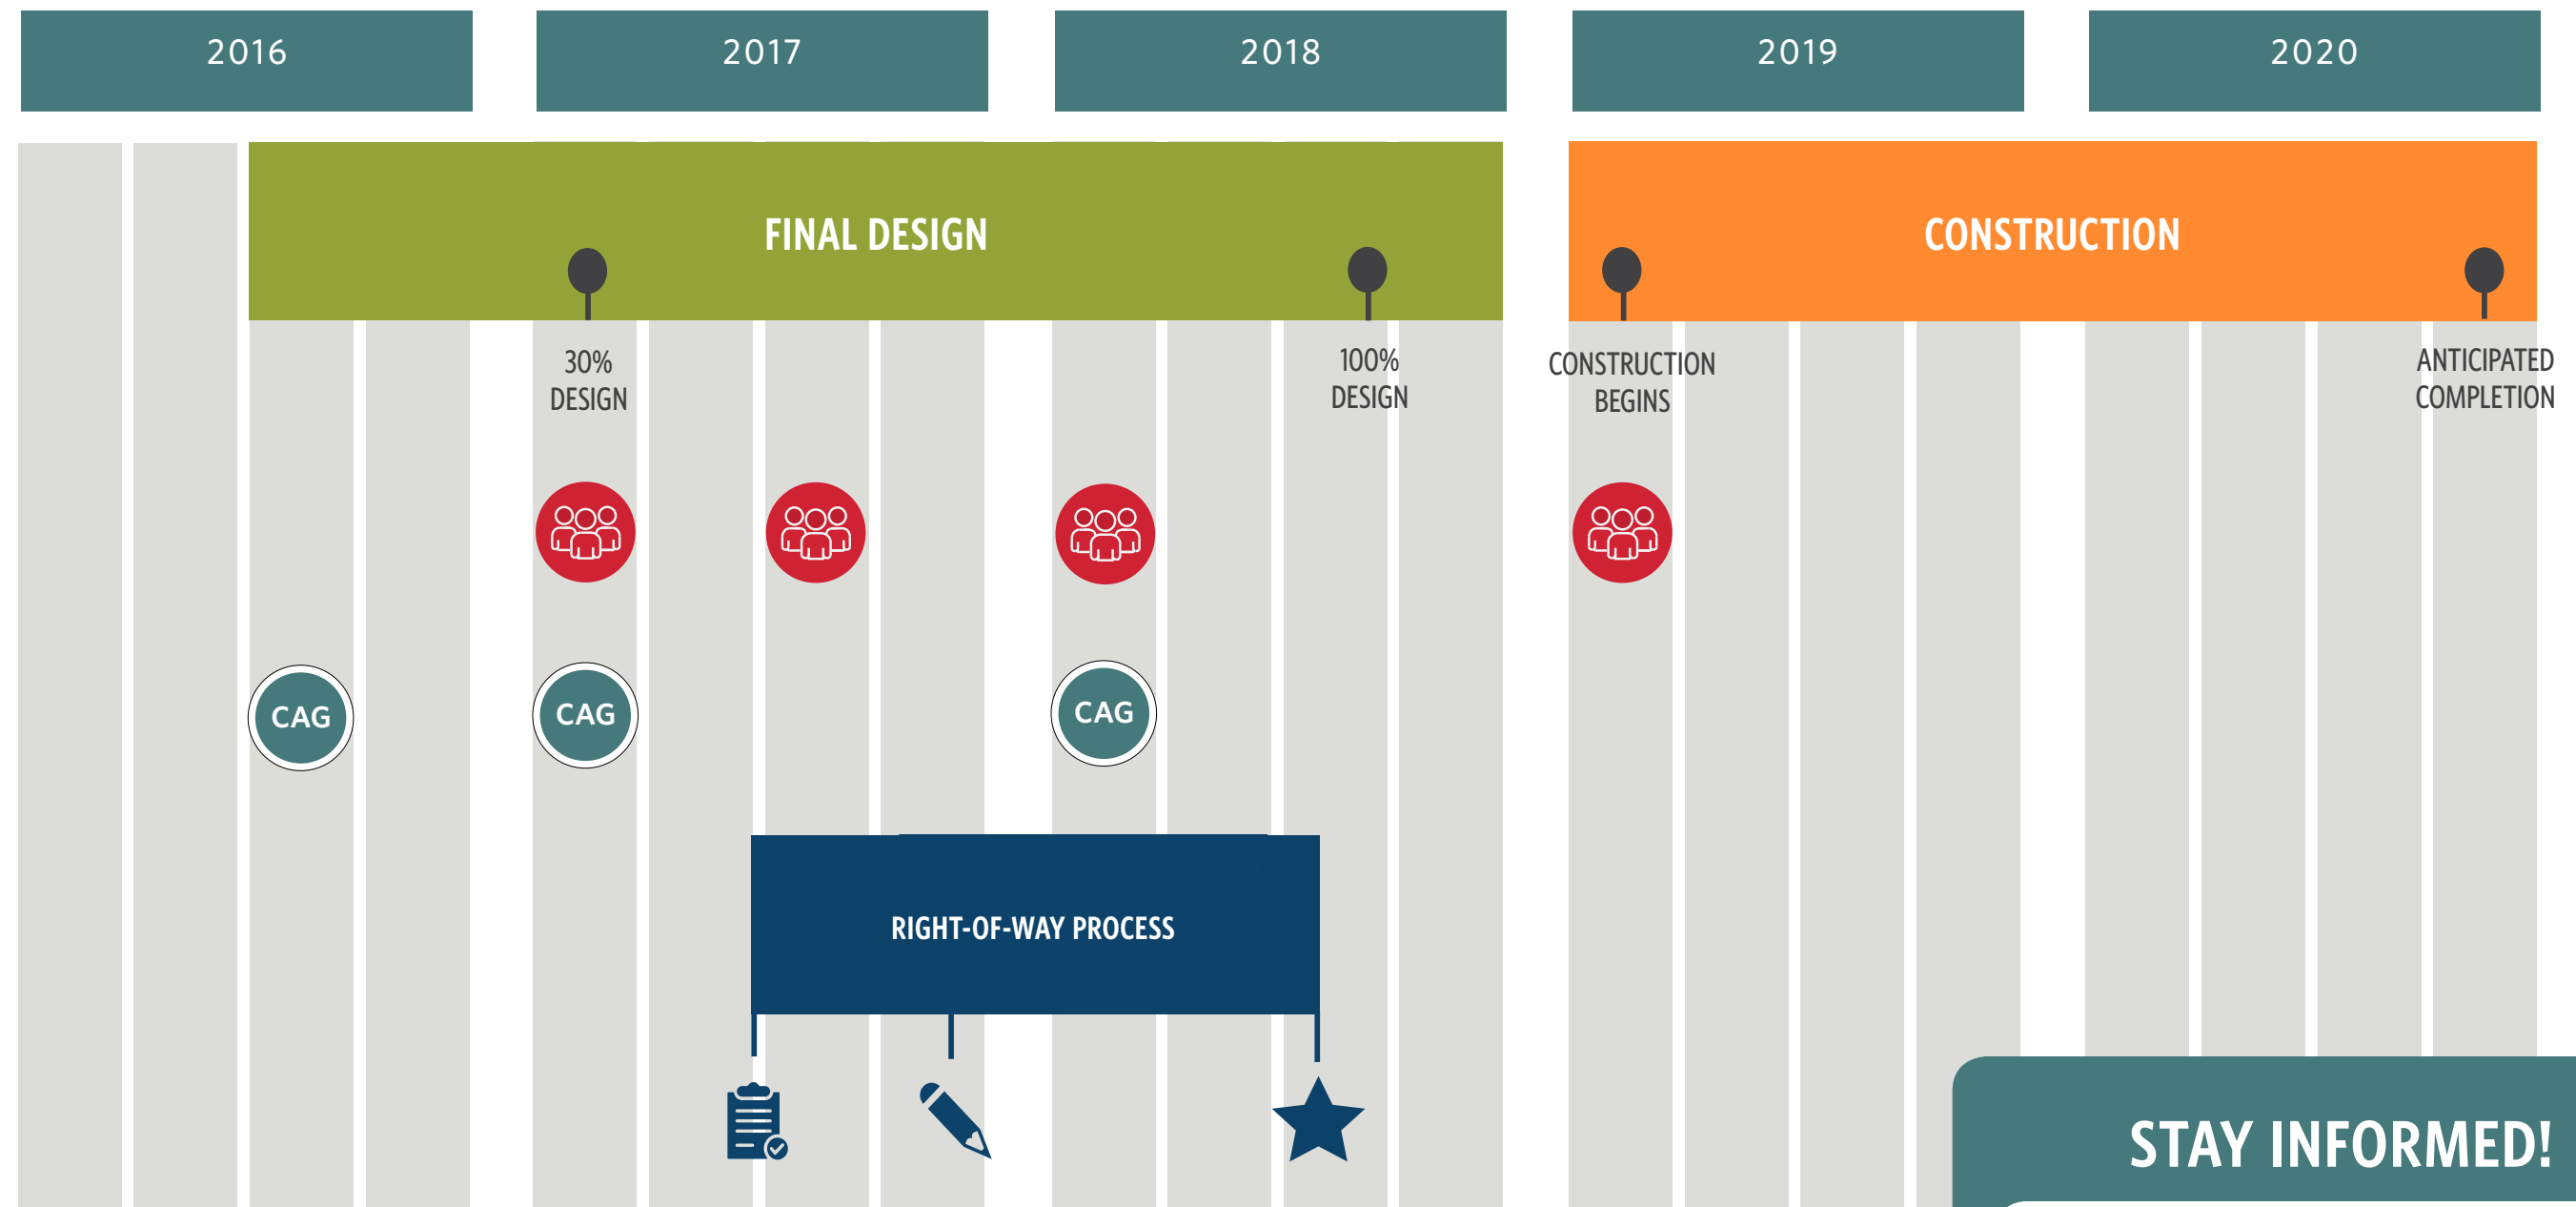 2016
2017
2018
2019
2020
FINAL DESIGN
CONSTRUCTION
30%
DESIGN
100%
DESIGN
CONSTRUCTION
BEGINS
ANTICIPATED
COMPLETION
CAG
CAG
CAG
RIGHT-OF-WAY PROCESS
STAY INFORMED!